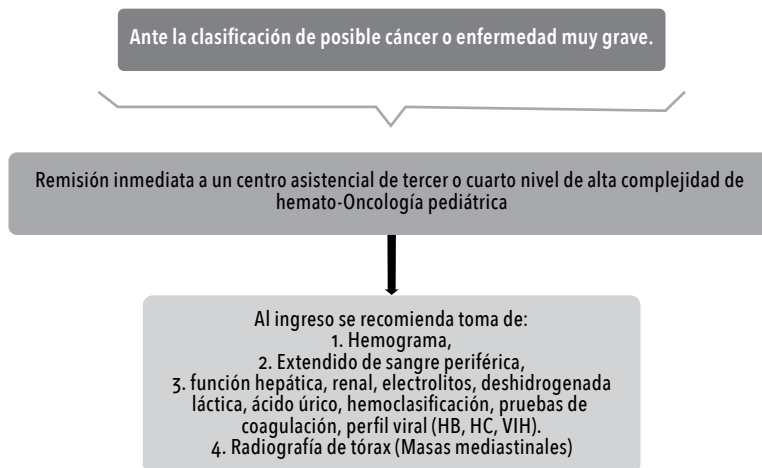 Ante la clasificación de posible cáncer o enfermedad muy grave.
Remisión inmediata a un centro asistencial de tercer o cuarto nivel de alta complejidad de
hemato-Oncología pediátrica
Al ingreso se recomienda toma de:
1. Hemograma,
2. Extendido de sangre periférica,
3. función hepática, renal, electrolitos, deshidrogenada
láctica, ácido úrico, hemoclasificación, pruebas de
coagulación, perfil viral (HB, HC, VIH).
4. Radiografía de tórax (Masas mediastinales)